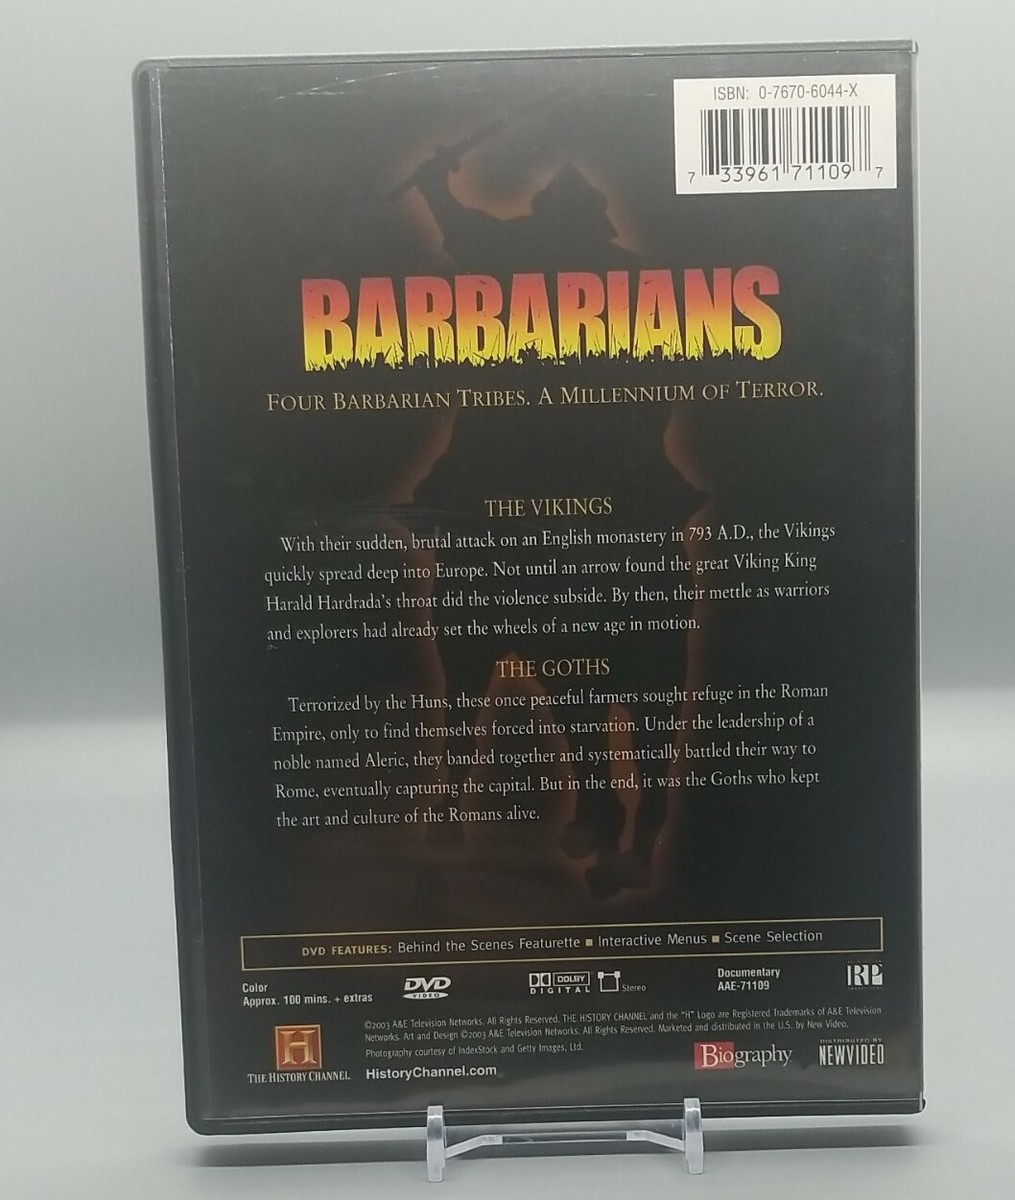 ISBN: 0-7670-6044-X
7 33961 71109 7
BARBARIANS
FOUR BARBARIAN TRIBES. A MILLENNIUM OF TERROR.
THE VIKINGS
With their sudden, brutal attack on an English monastery in 793 A.D., the Vikings
quickly spread deep into Europe. Not until an arrow found the great Viking King
Harald Hardrada's throat did the violence subside. By then, their mettle as warriors
and explorers had already set the wheels of a new age in motion.
THE GOTHS
Terrorized by the Huns, these once peaceful farmers sought refuge in the Roman
Empire, only to find themselves forced into starvation. Under the leadership of a
noble named Aleric, they banded together and systematically battled their way to
Rome, eventually capturing the capital. But in the end, it was the Goths who kept
the art and culture of the Romans alive.
DVD FEATURES: Behind the Scenes Featurette ■ Interactive Menus ■ Scene Selection
Color
Approx. 100 mins. + extras
DVD
VIDEO
DOLBY
DIGITAL
Stereo
Documentary
AAE-71109
RP
©2003 A&E Television Networks. All Rights Reserved. THE HISTORY CHANNEL and the "H" Logo are Registered Trademarks of A&E Television
Networks. Art and Design ©2003 A&E Television Networks. All Rights Reserved. Marketed and distributed in the U.S. by New Video.
Photography courtesy of IndexStock and Getty Images, Ltd.
H
THE HISTORY CHANNEL
HistoryChannel.com
Biography
DISTRIBUTED BY
NEWVIDEO